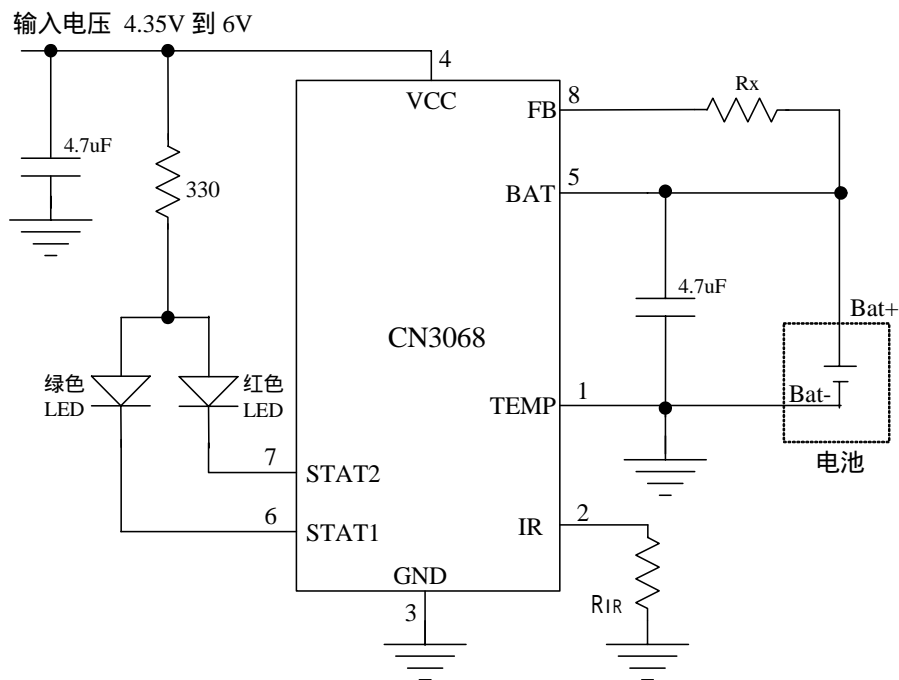 输入电压 4.35V 到 6V
4
VCC
8
FB
Rx
4.7uF
330
5
BAT
4.7uF
Bat+
CN3068
绿色
LED
红色
LED
1
TEMP
Bat-
电池
7
STAT2
6
STAT1
2
IR
GND
3
RIR